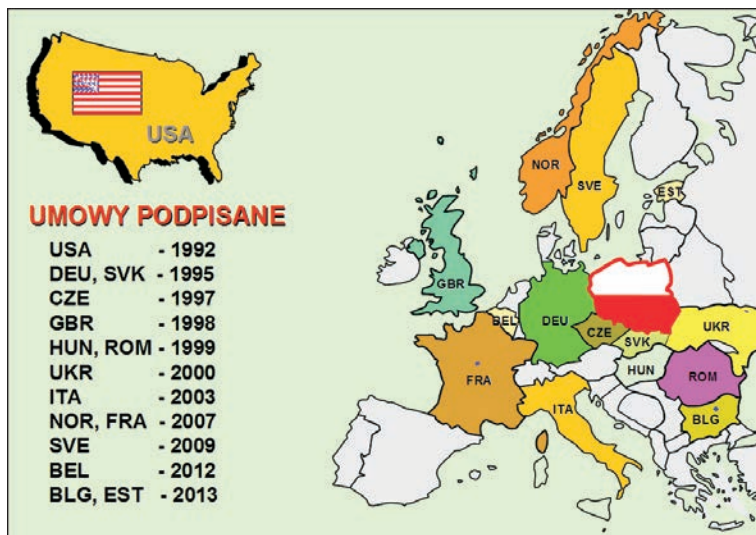 USA
UMOWY PODPISANE
USA - 1992
DEU, SVK - 1995
CZE - 1997
GBR - 1998
HUN, ROM - 1999
UKR - 2000
ITA - 2003
NOR, FRA - 2007
SVE - 2009
BEL - 2012
BLG, EST - 2013
NOR
SVE
EST
GBR
BEL
DEU
CZE
SVK
UKR
FRA
HUN
ROM
ITA
BLG